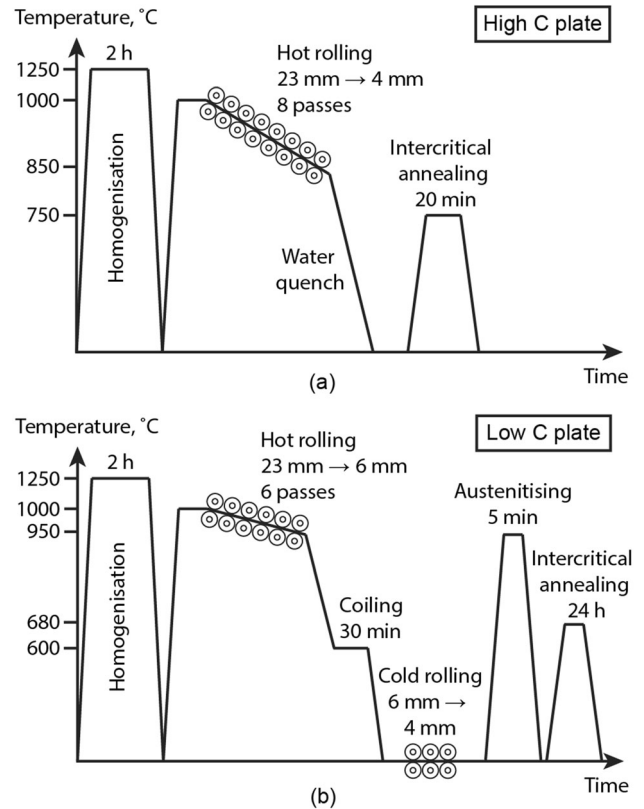 Temperature, °C
High C plate
2 h
Hot rolling
23 mm → 4 mm
8 passes
1250
1000
Homogenisation
Intercritical
annealing
20 min
850
750
Water
quench
Time
(a)
Temperature, °C
Low C plate
2 h
Hot rolling
23 mm → 6 mm
6 passes
1250
1000
950
Homogenisation
Austenitising
5 min
Intercritical
annealing
24 h
680
600
Coiling
30 min
Cold rolling
6 mm →
4 mm
Time
(b)